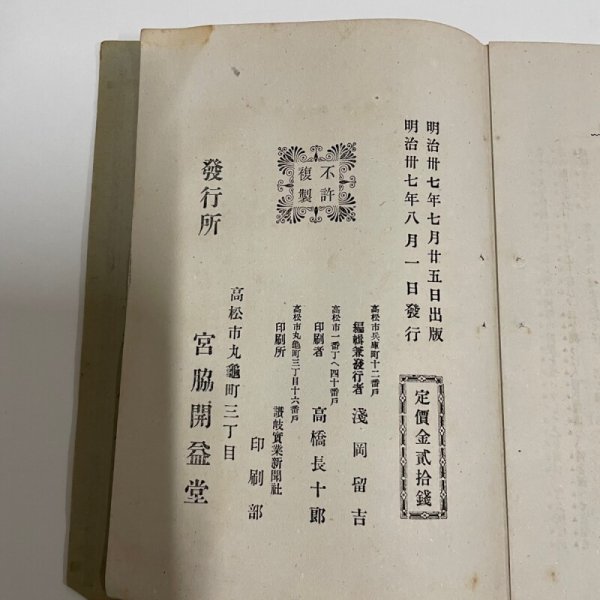 明治卅七年七月廿五日出版
明治卅七年八月一日發行
定價金貳拾錢
不許
複製
高松市兵庫町十二番戶
編輯兼發行者 淺岡留吉
高松市一番丁ヘ四十番戶
印刷者 高橋長十郎
高松市丸龜町三丁目十六番戶
印刷所 讚岐實業新聞社
印刷部
發行所
高松市丸龜町三丁目
宮脇開益堂